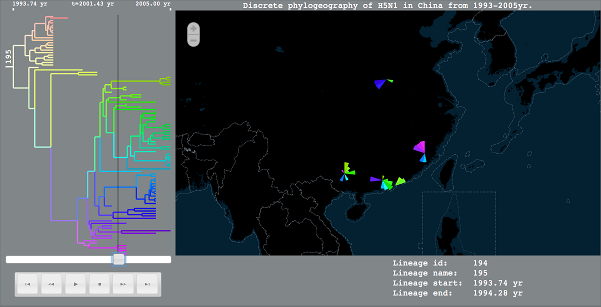 1993.74 yr
t=2001.43 yr
2005.00 yr
Discrete phylogeography of H5N1 in China from 1993-2005yr.
195
Lineage id: 194
Lineage name: 195
Lineage start: 1993.74 yr
Lineage end: 1994.28 yr